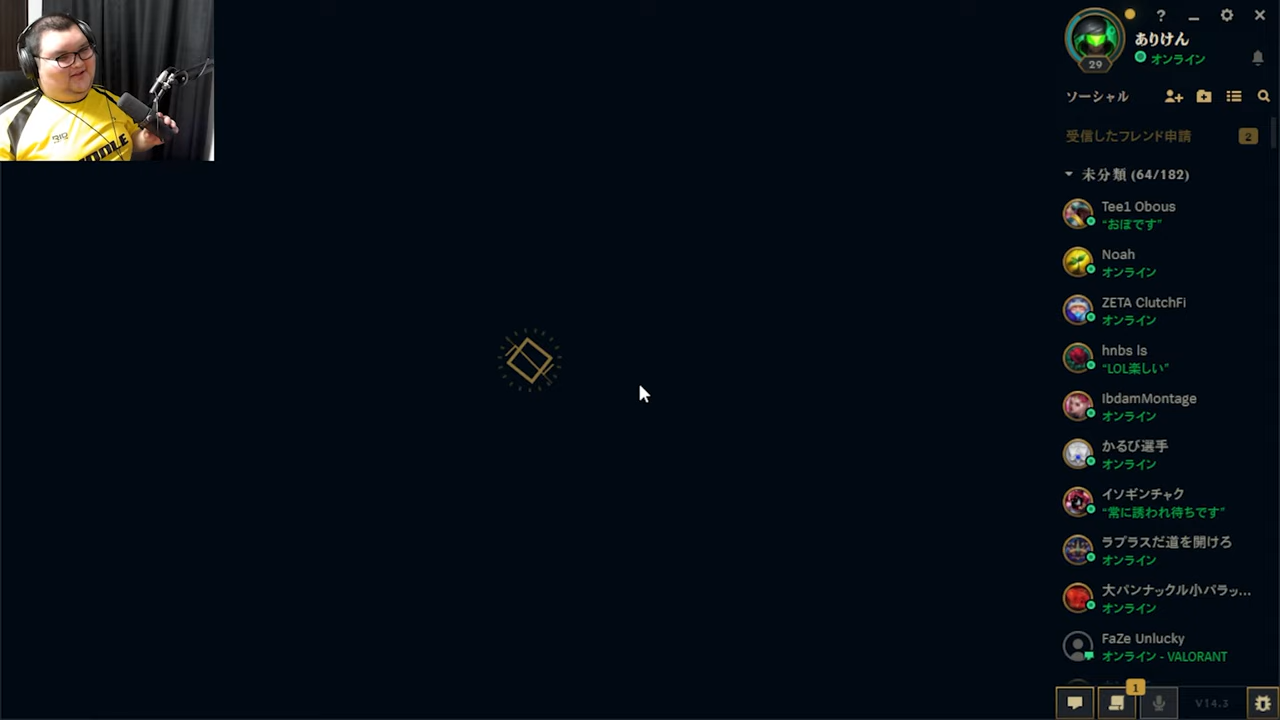 ありけん
29
オンライン
ソーシャル
受信したフレンド申請
2
未分類 (64/182)
Tee1 Obous
"おぼです"
Noah
オンライン
ZETA ClutchFi
オンライン
hnbs ls
"LOL楽しい"
IbdamMontage
オンライン
かるび選手
オンライン
イソギンチャク
"常に誘われ待ちです"
ラプラスだ道を開けろ
オンライン
大パンナックル小パラッ...
オンライン
FaZe Unlucky
オンライン - VALORANT
1
V14.3